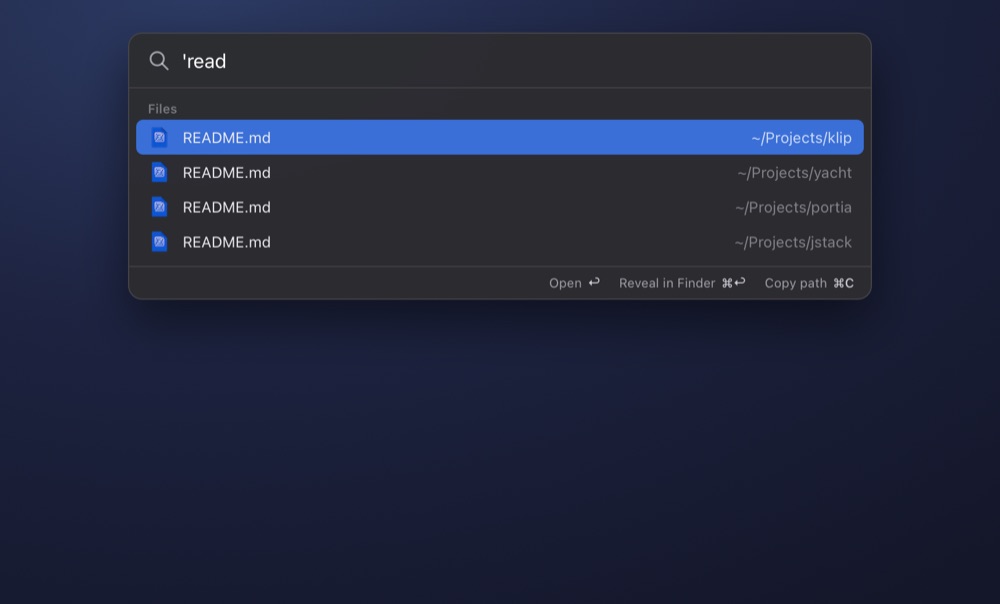 'read
Files
README.md ~/Projects/klip
README.md ~/Projects/yacht
README.md ~/Projects/portia
README.md ~/Projects/jstack
Open ↩ Reveal in Finder ⌘↩ Copy path ⌘C